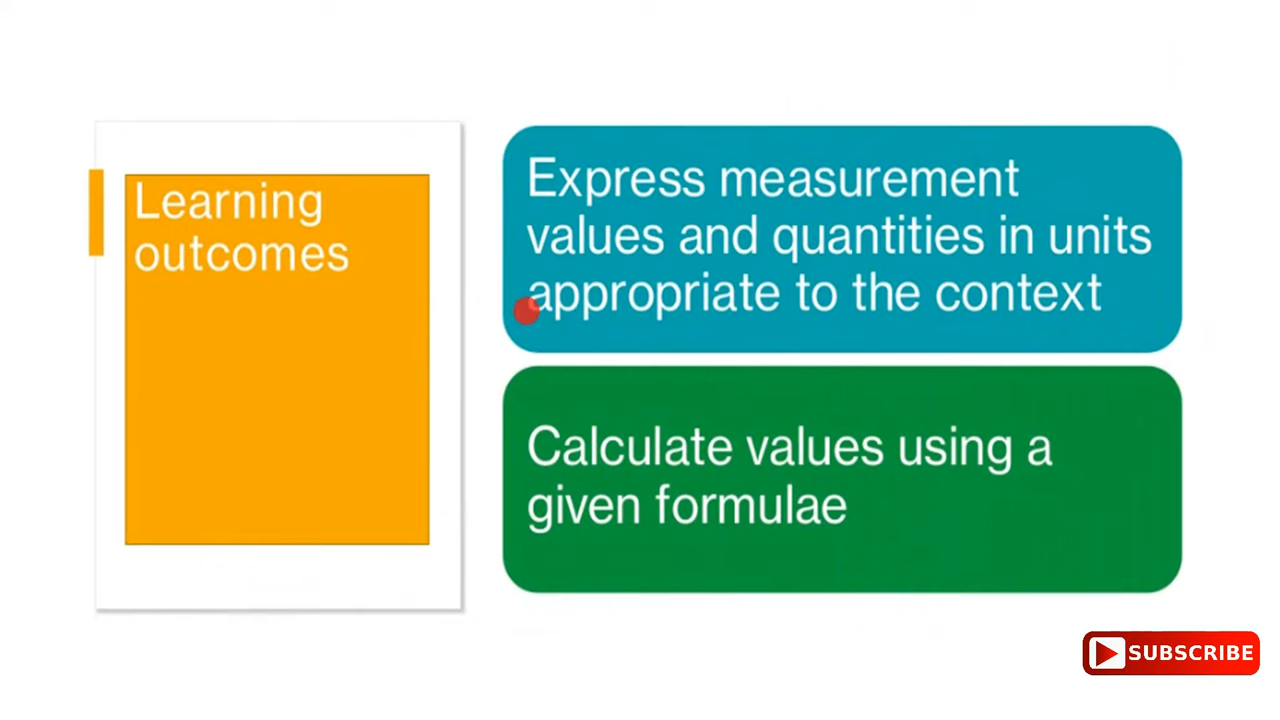 Learning
outcomes
Express measurement
values and quantities in units
appropriate to the context
Calculate values using a
given formulae
SUBSCRIBE